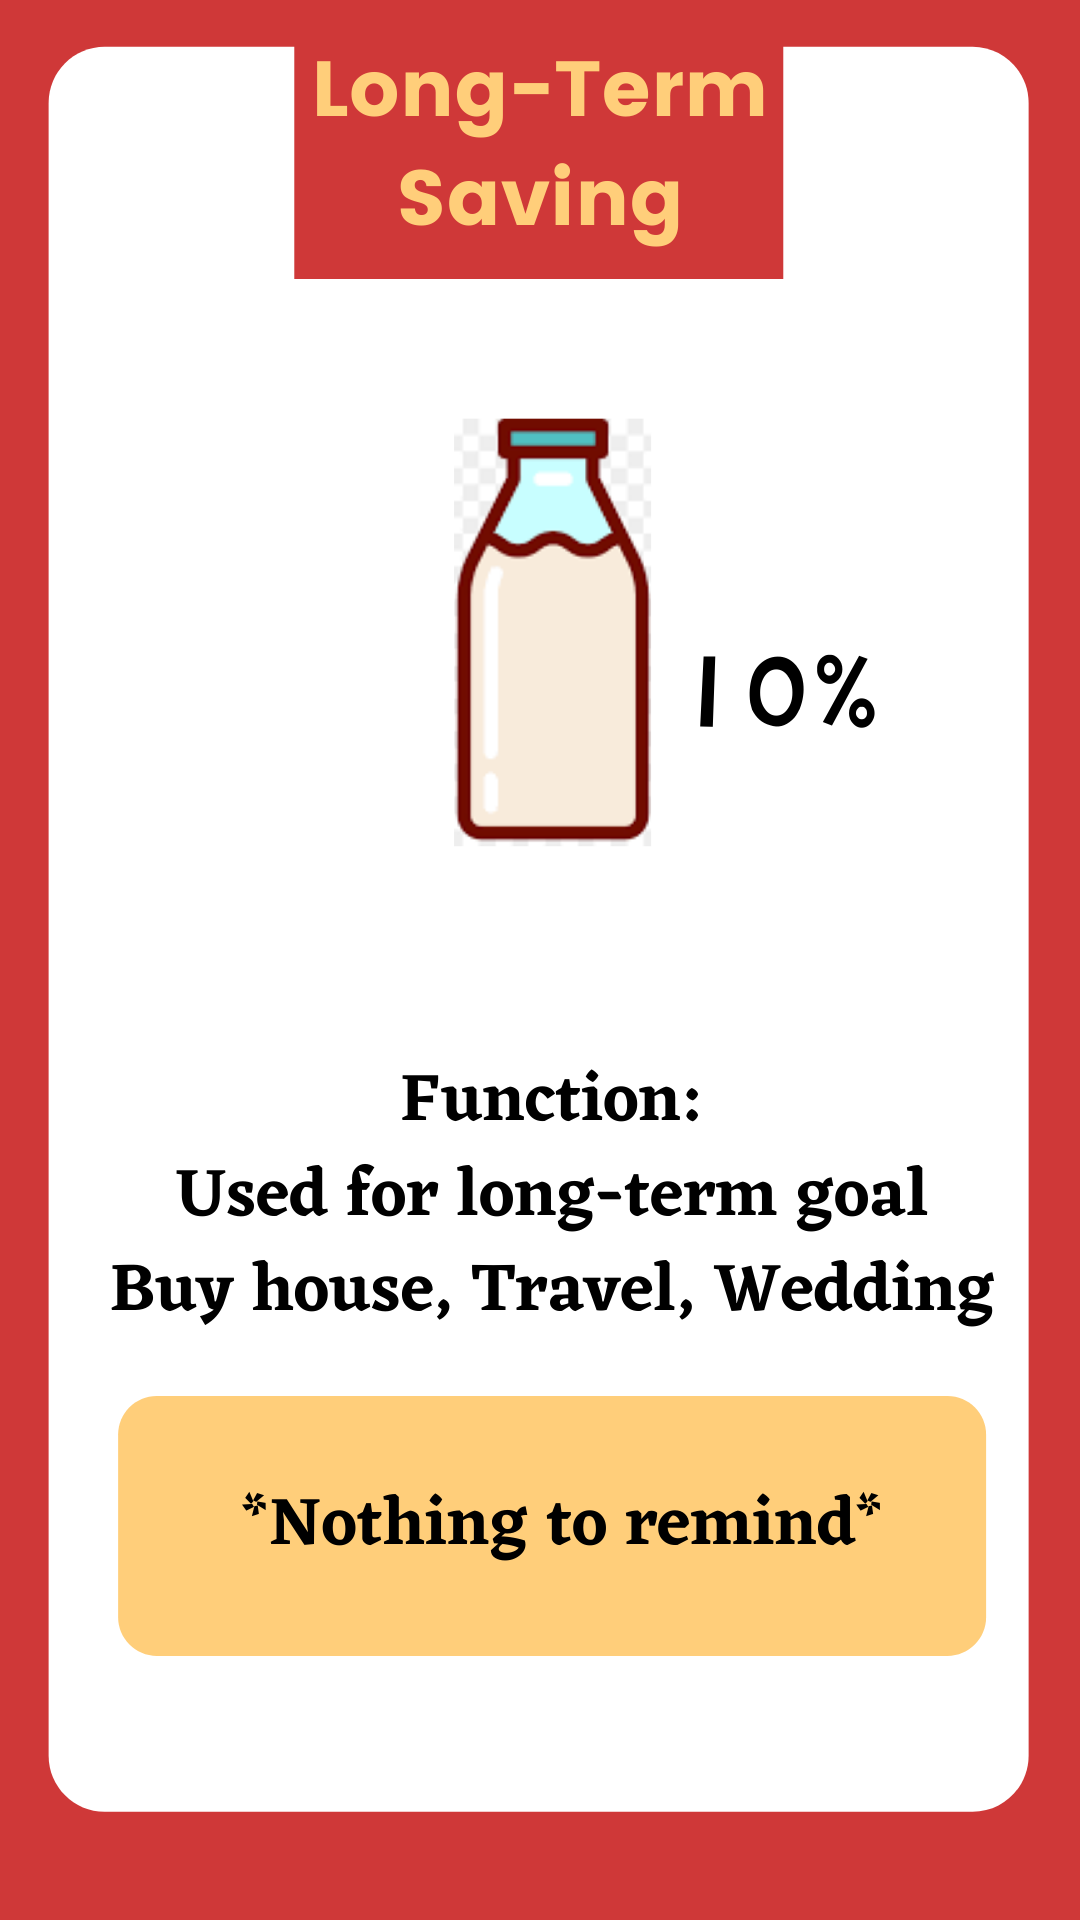 Long-Term
Saving
10%
Function:
Used for long-term goal
Buy house, Travel, Wedding
*Nothing to remind*